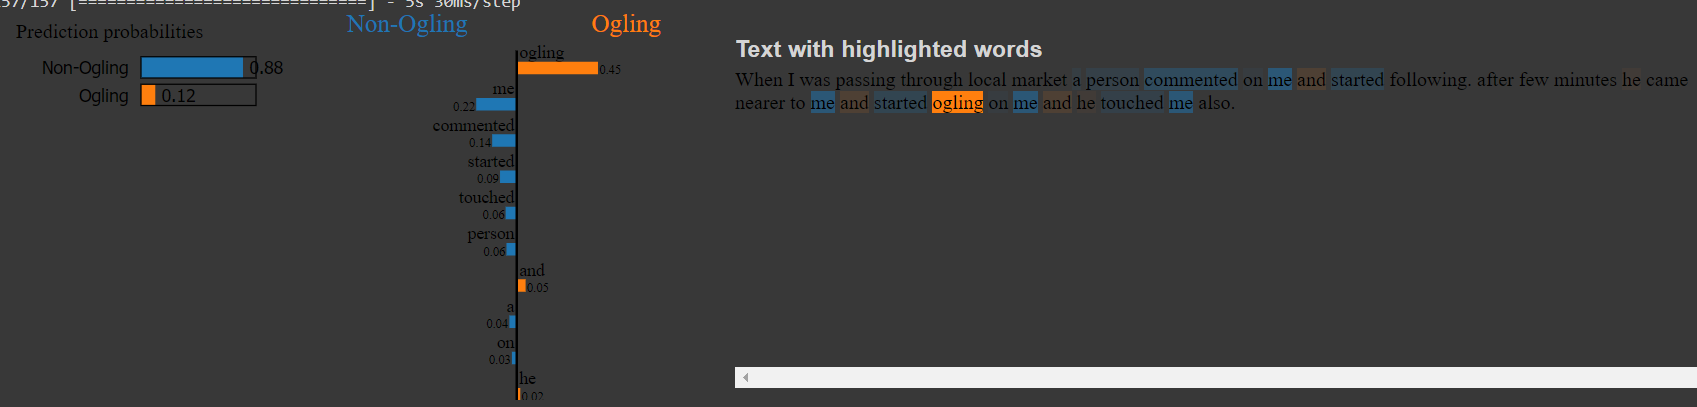 157/157 [==============================] - 5s 30ms/step
Prediction probabilities
Non-Ogling 0.88
Ogling 0.12
Non-Ogling Ogling
ogling
0.45
me
0.22
commented
0.14
started
0.09
touched
0.06
person
0.06
and
0.05
a
0.04
on
0.03
he
0.02
Text with highlighted words
When I was passing through local market a person commented on me and started following. after few minutes he came
nearer to me and started ogling on me and he touched me also.